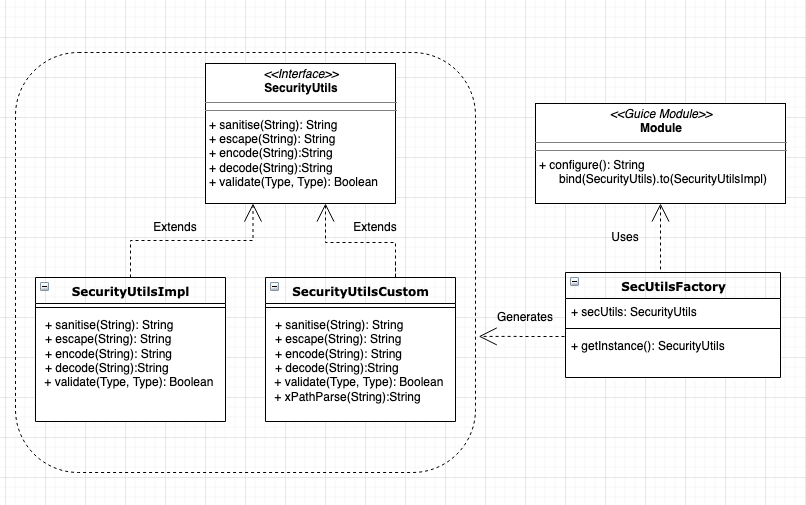 <<Interface>>
SecurityUtils
+ sanitise(String): String
+ escape(String): String
+ encode(String):String
+ decode(String):String
+ validate(Type, Type): Boolean
<<Guice Module>>
Module
+ configure(): String
bind(SecurityUtils).to(SecurityUtilsImpl)
Extends
Extends
Uses
SecurityUtilsImpl
+ sanitise(String): String
+ escape(String): String
+ encode(String): String
+ decode(String):String
+ validate(Type, Type): Boolean
SecurityUtilsCustom
+ sanitise(String): String
+ escape(String): String
+ encode(String): String
+ decode(String):String
+ validate(Type, Type): Boolean
+ xPathParse(String):String
Generates
SecUtilsFactory
+ secUtils: SecurityUtils
+ getInstance(): SecurityUtils